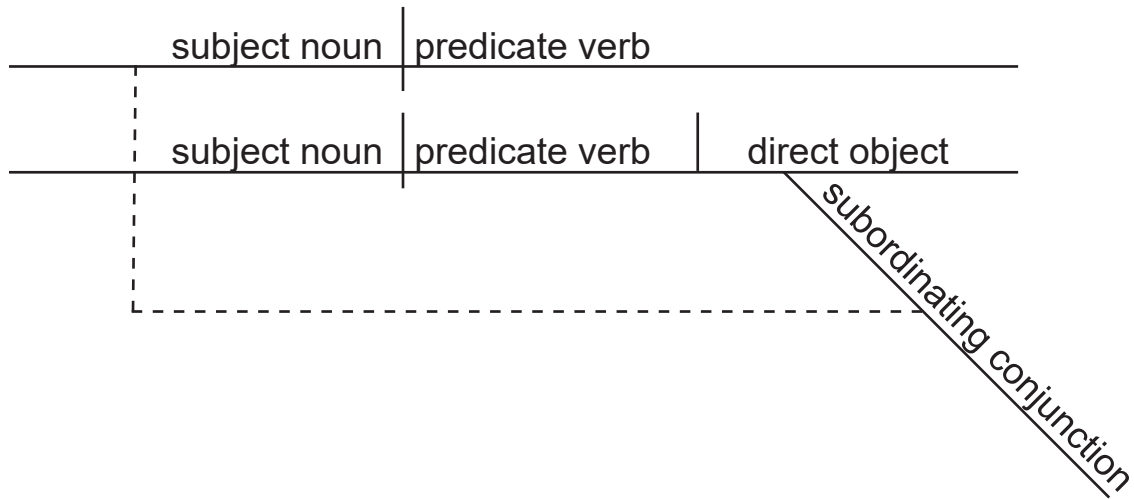 subject noun predicate verb
subject noun predicate verb direct object
subordinating conjunction